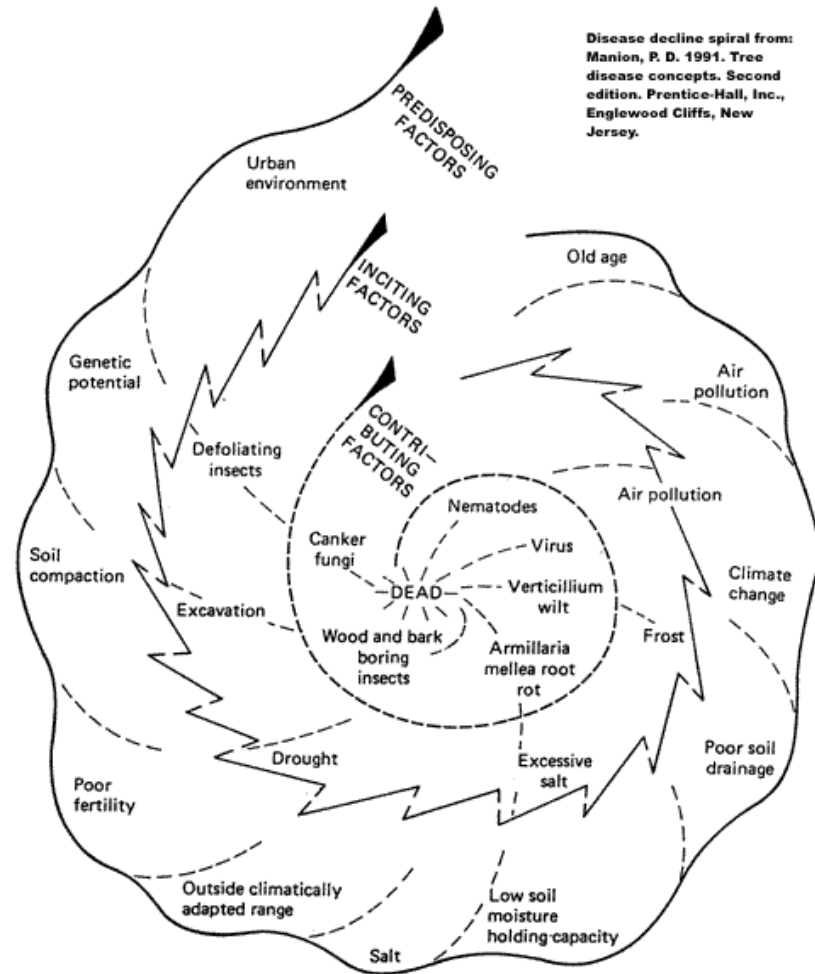 Disease decline spiral from:
Manion, P. D. 1991. Tree
disease concepts. Second
edition. Prentice-Hall, Inc.,
Englewood Cliffs, New
Jersey.
PREDISPOSING
FACTORS
Urban
environment
INCITING
FACTORS
Old age
Genetic
potential
Air
pollution
CONTRI-
BUTING
FACTORS
Defoliating
insects
Air pollution
Nematodes
Canker
fungi
Virus
Soil
compaction
Climate
change
DEAD
Verticillium
wilt
Excavation
Frost
Wood and bark
boring
insects
Armillaria
mellea root
rot
Poor soil
drainage
Drought
Excessive
salt
Poor
fertility
Outside climatically
adapted range
Low soil
moisture
holding-capacity
Salt